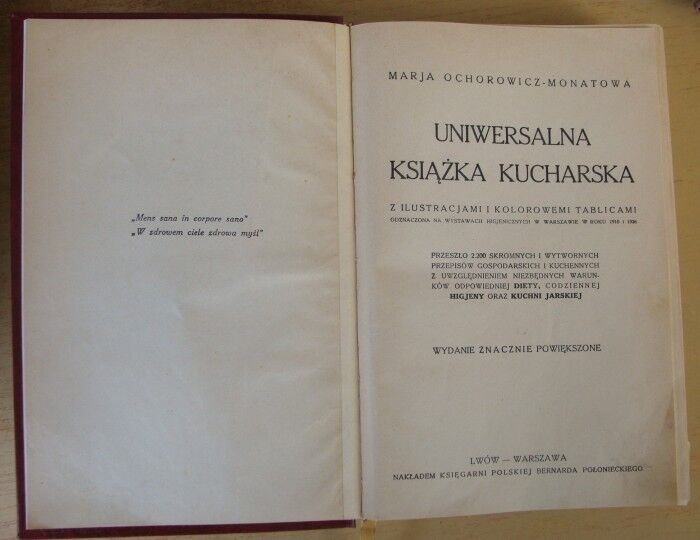 „Mens sana in corpore sano”
„W zdrowem ciele zdrowa myśl”
MARJA OCHOROWICZ-MONATOWA
UNIWERSALNA
KSIĄŻKA KUCHARSKA
Z ILUSTRACJAMI I KOLOROWEMI TABLICAMI
ODZNACZONA NA WYSTAWACH HIGJENICZNYCH W WARSZAWIE W ROKU 1910 I 1926
PRZESZŁO 2.200 SKROMNYCH I WYTWORNYCH
PRZEPISÓW GOSPODARSKICH I KUCHENNYCH
Z UWZGLĘDNIENIEM NIEZBĘDNYCH WARUN-
KÓW ODPOWIEDNIEJ DIETY, CODZIENNEJ
HIGJENY ORAZ KUCHNI JARSKIEJ
WYDANIE ZNACZNIE POWIĘKSZONE
LWÓW — WARSZAWA
NAKŁADEM KSIĘGARNI POLSKIEJ BERNARDA POŁONIECKIEGO